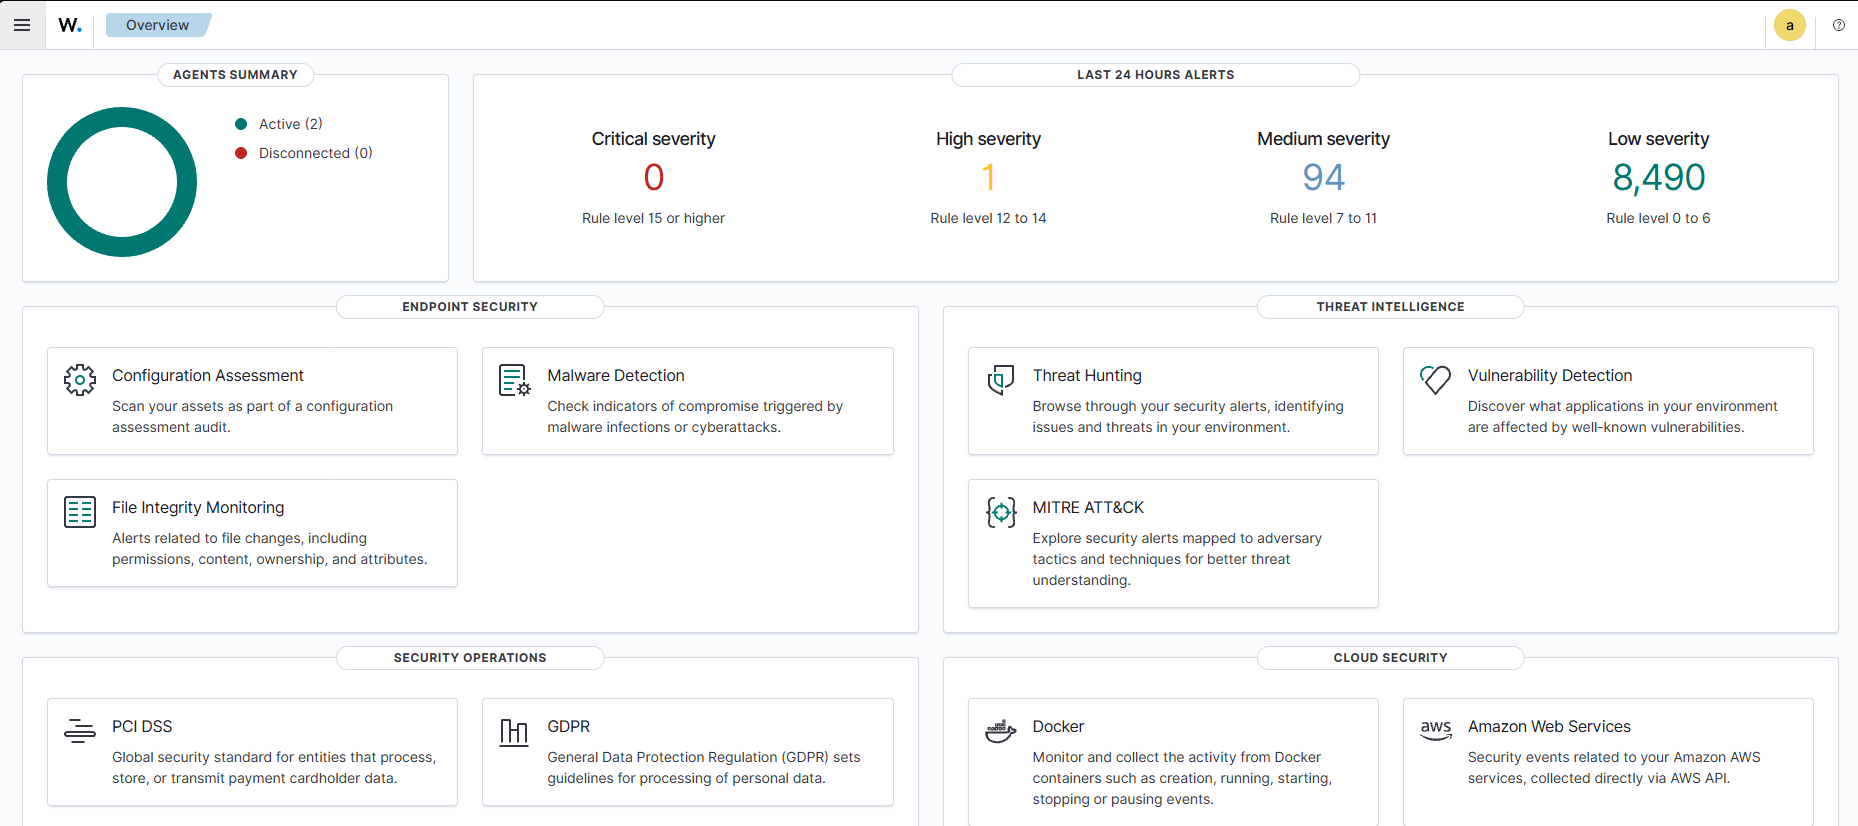 W.
Overview
a
AGENTS SUMMARY
Active (2)
Disconnected (0)
LAST 24 HOURS ALERTS
Critical severity
0
Rule level 15 or higher
High severity
1
Rule level 12 to 14
Medium severity
94
Rule level 7 to 11
Low severity
8,490
Rule level 0 to 6
ENDPOINT SECURITY
Configuration Assessment
Scan your assets as part of a configuration
assessment audit.
Malware Detection
Check indicators of compromise triggered by
malware infections or cyberattacks.
File Integrity Monitoring
Alerts related to file changes, including
permissions, content, ownership, and attributes.
THREAT INTELLIGENCE
Threat Hunting
Browse through your security alerts, identifying
issues and threats in your environment.
Vulnerability Detection
Discover what applications in your environment
are affected by well-known vulnerabilities.
MITRE ATT&CK
Explore security alerts mapped to adversary
tactics and techniques for better threat
understanding.
SECURITY OPERATIONS
PCI DSS
Global security standard for entities that process,
store, or transmit payment cardholder data.
GDPR
General Data Protection Regulation (GDPR) sets
guidelines for processing of personal data.
CLOUD SECURITY
Docker
Monitor and collect the activity from Docker
containers such as creation, running, starting,
stopping or pausing events.
aws
Amazon Web Services
Security events related to your Amazon AWS
services, collected directly via AWS API.